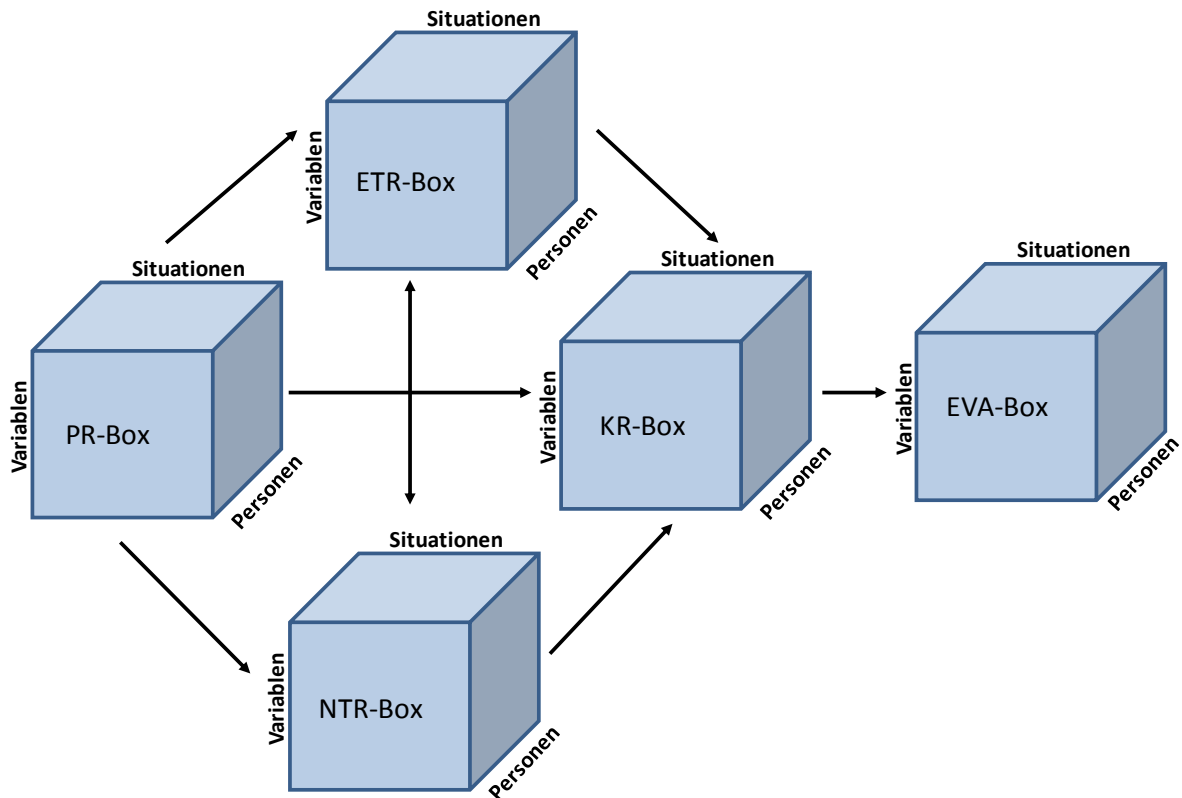 Situationen
Variablen
ETR-Box
Personen
Situationen
Variablen
PR-Box
Personen
Situationen
Variablen
KR-Box
Personen
Situationen
Variablen
EVA-Box
Personen
Situationen
Variablen
NTR-Box
Personen